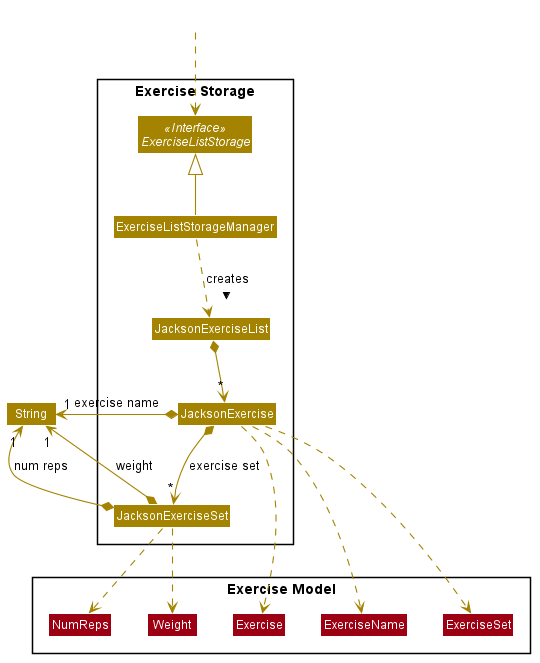 Exercise Storage
«Interface»
ExerciseListStorage
ExerciseListStorageManager
creates
JacksonExerciseList
*
String
1
exercise name
JacksonExercise
1
1
num reps
weight
exercise set
*
JacksonExerciseSet
Exercise Model
NumReps
Weight
Exercise
ExerciseName
ExerciseSet